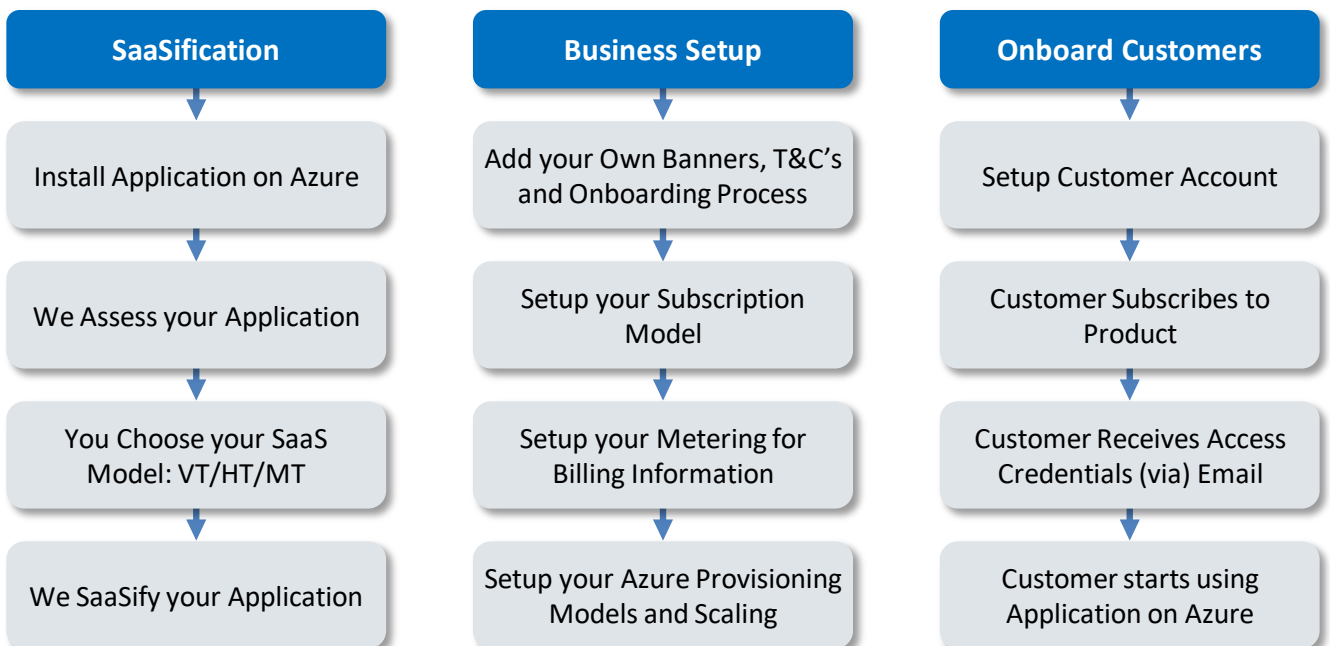 SaaSification
Install Application on Azure
We Assess your Application
You Choose your SaaS
Model: VT/HT/MT
We SaaSify your Application
Business Setup
Add your Own Banners, T&C’s
and Onboarding Process
Setup your Subscription
Model
Setup your Metering for
Billing Information
Setup your Azure Provisioning
Models and Scaling
Onboard Customers
Setup Customer Account
Customer Subscribes to
Product
Customer Receives Access
Credentials (via) Email
Customer starts using
Application on Azure